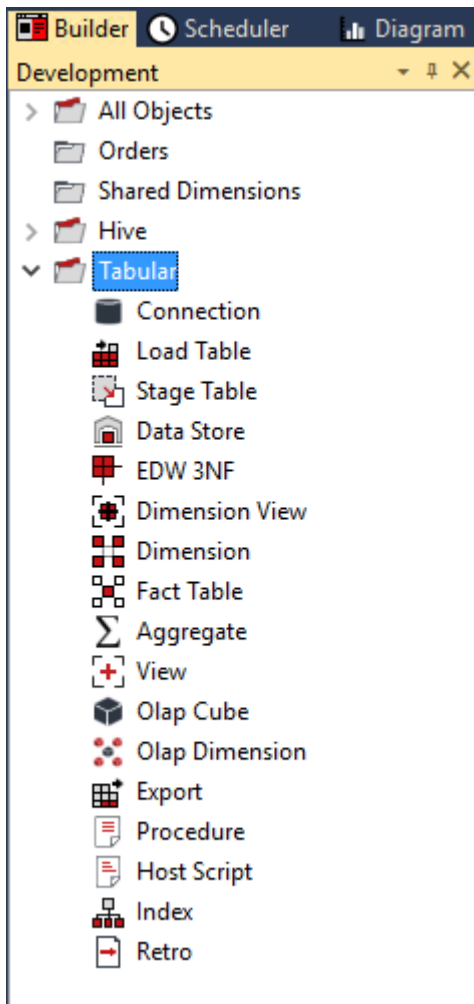 Builder Scheduler Diagram
Development
All Objects
Orders
Shared Dimensions
Hive
Tabular
Connection
Load Table
Stage Table
Data Store
EDW 3NF
Dimension View
Dimension
Fact Table
Aggregate
View
Olap Cube
Olap Dimension
Export
Procedure
Host Script
Index
Retro